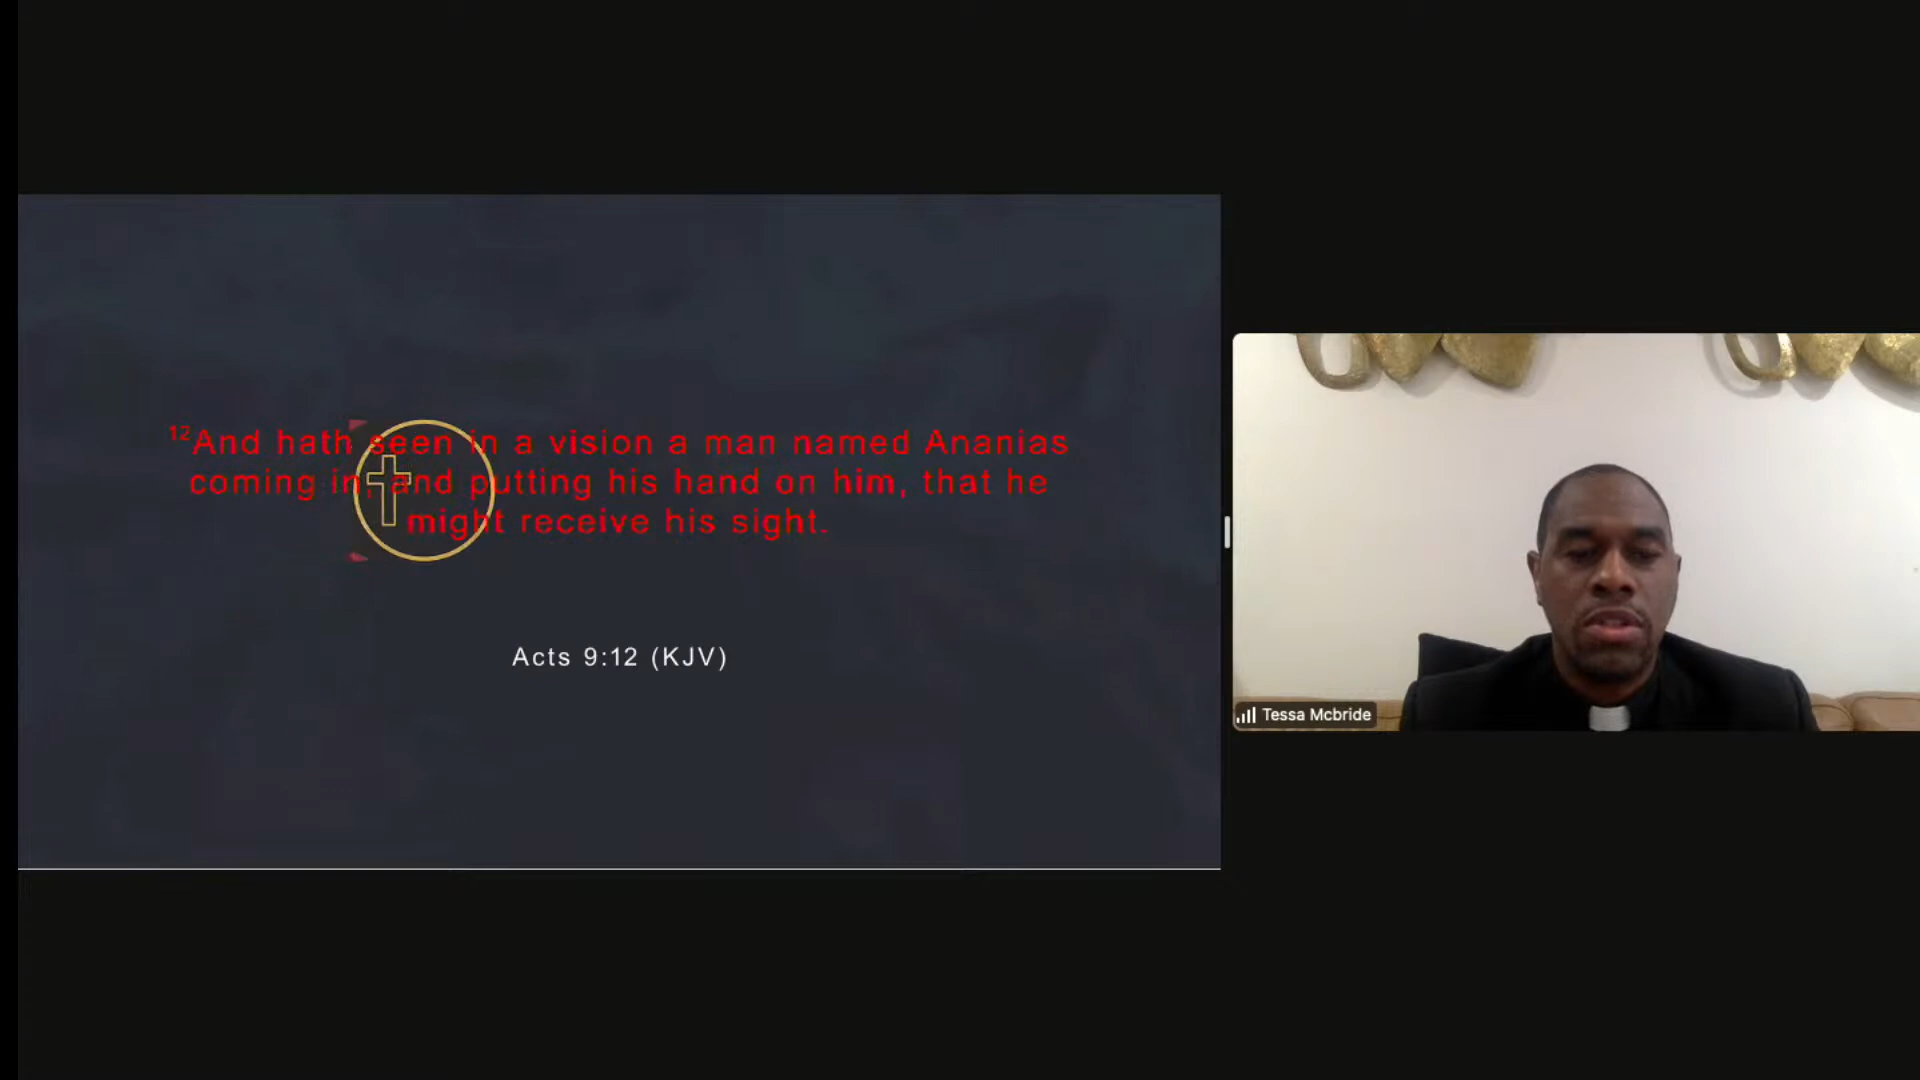 ¹²And hath seen in a vision a man named Ananias
coming in, and putting his hand on him, that he
might receive his sight.
Acts 9:12 (KJV)
Tessa Mcbride